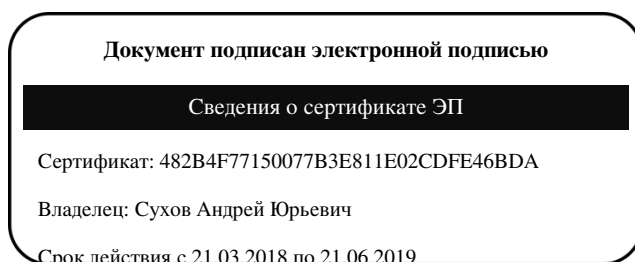 Документ подписан электронной подписью
Сведения о сертификате ЭП
Сертификат: 482B4F77150077B3E811E02CDFE46BDA
Владелец: Сухов Андрей Юрьевич
Срок действия с 21.03.2018 по 21.06.2019